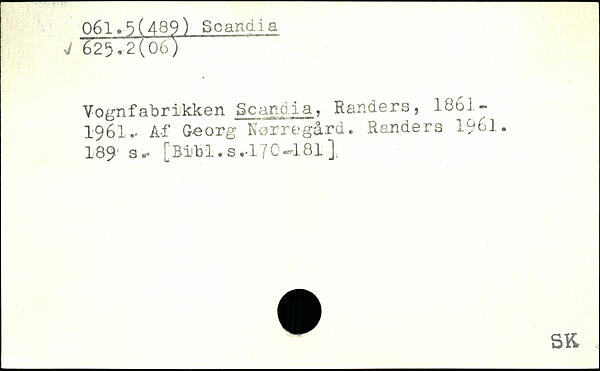 061.5(489) Scandia
✓ 625.2(06)
Vognfabrikken Scandia, Randers, 1861-
1961. Af Georg Nørregård. Randers 1961.
189 s. [Bibl.s.170-181]
SK